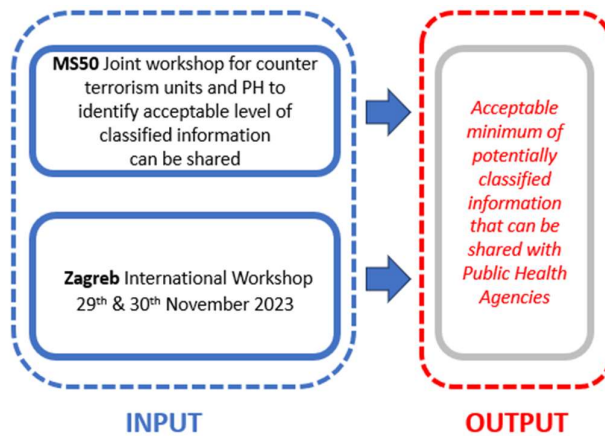 MS50 Joint workshop for counter
terrorism units and PH to
identify acceptable level of
classified information
can be shared
Zagreb International Workshop
29th & 30th November 2023
INPUT
Acceptable
minimum of
potentially
classified
information
that can be
shared with
Public Health
Agencies
OUTPUT